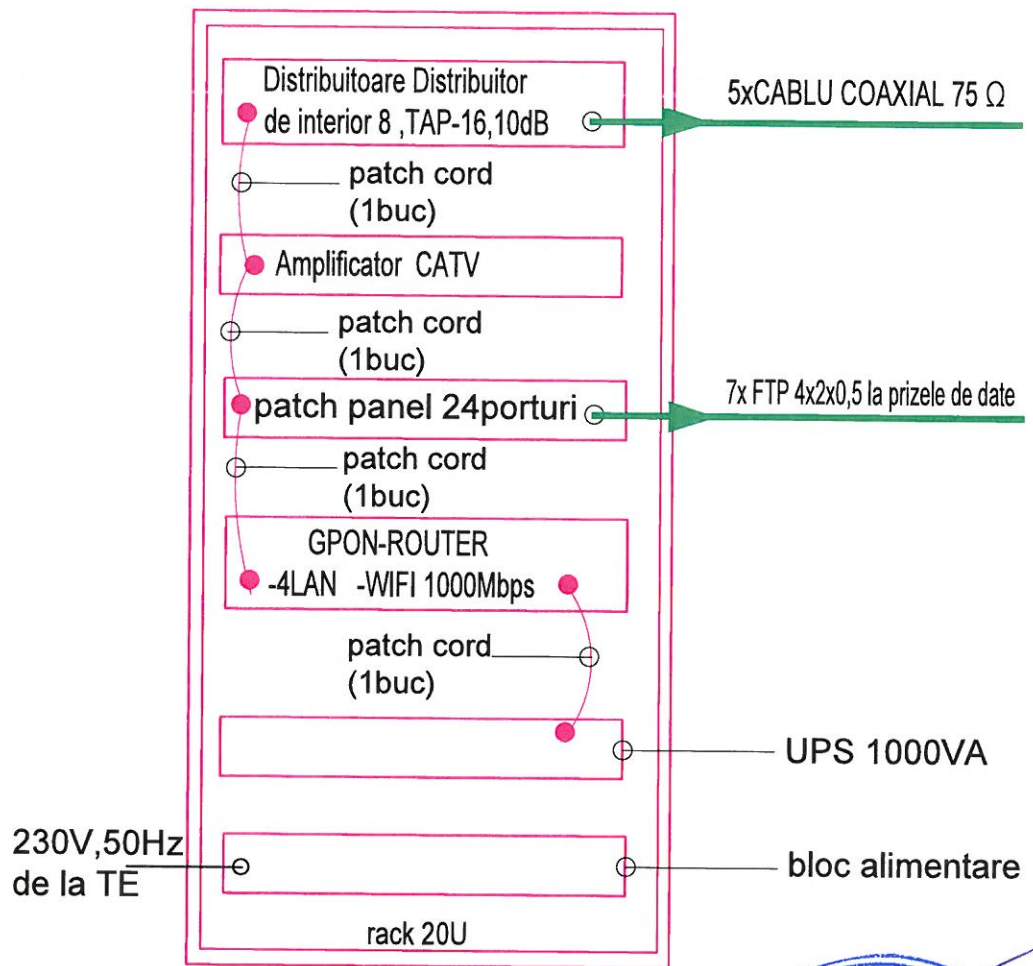 Distribuitoare Distribuitor
de interior 8 ,TAP-16,10dB
5xCABLU COAXIAL 75 Ω
patch cord
(1buc)
Amplificator CATV
patch cord
(1buc)
patch panel 24porturi
7x FTP 4x2x0,5 la prizele de date
patch cord
(1buc)
GPON-ROUTER
-4LAN -WIFI 1000Mbps
patch cord
(1buc)
UPS 1000VA
230V,50Hz
de la TE
bloc alimentare
rack 20U